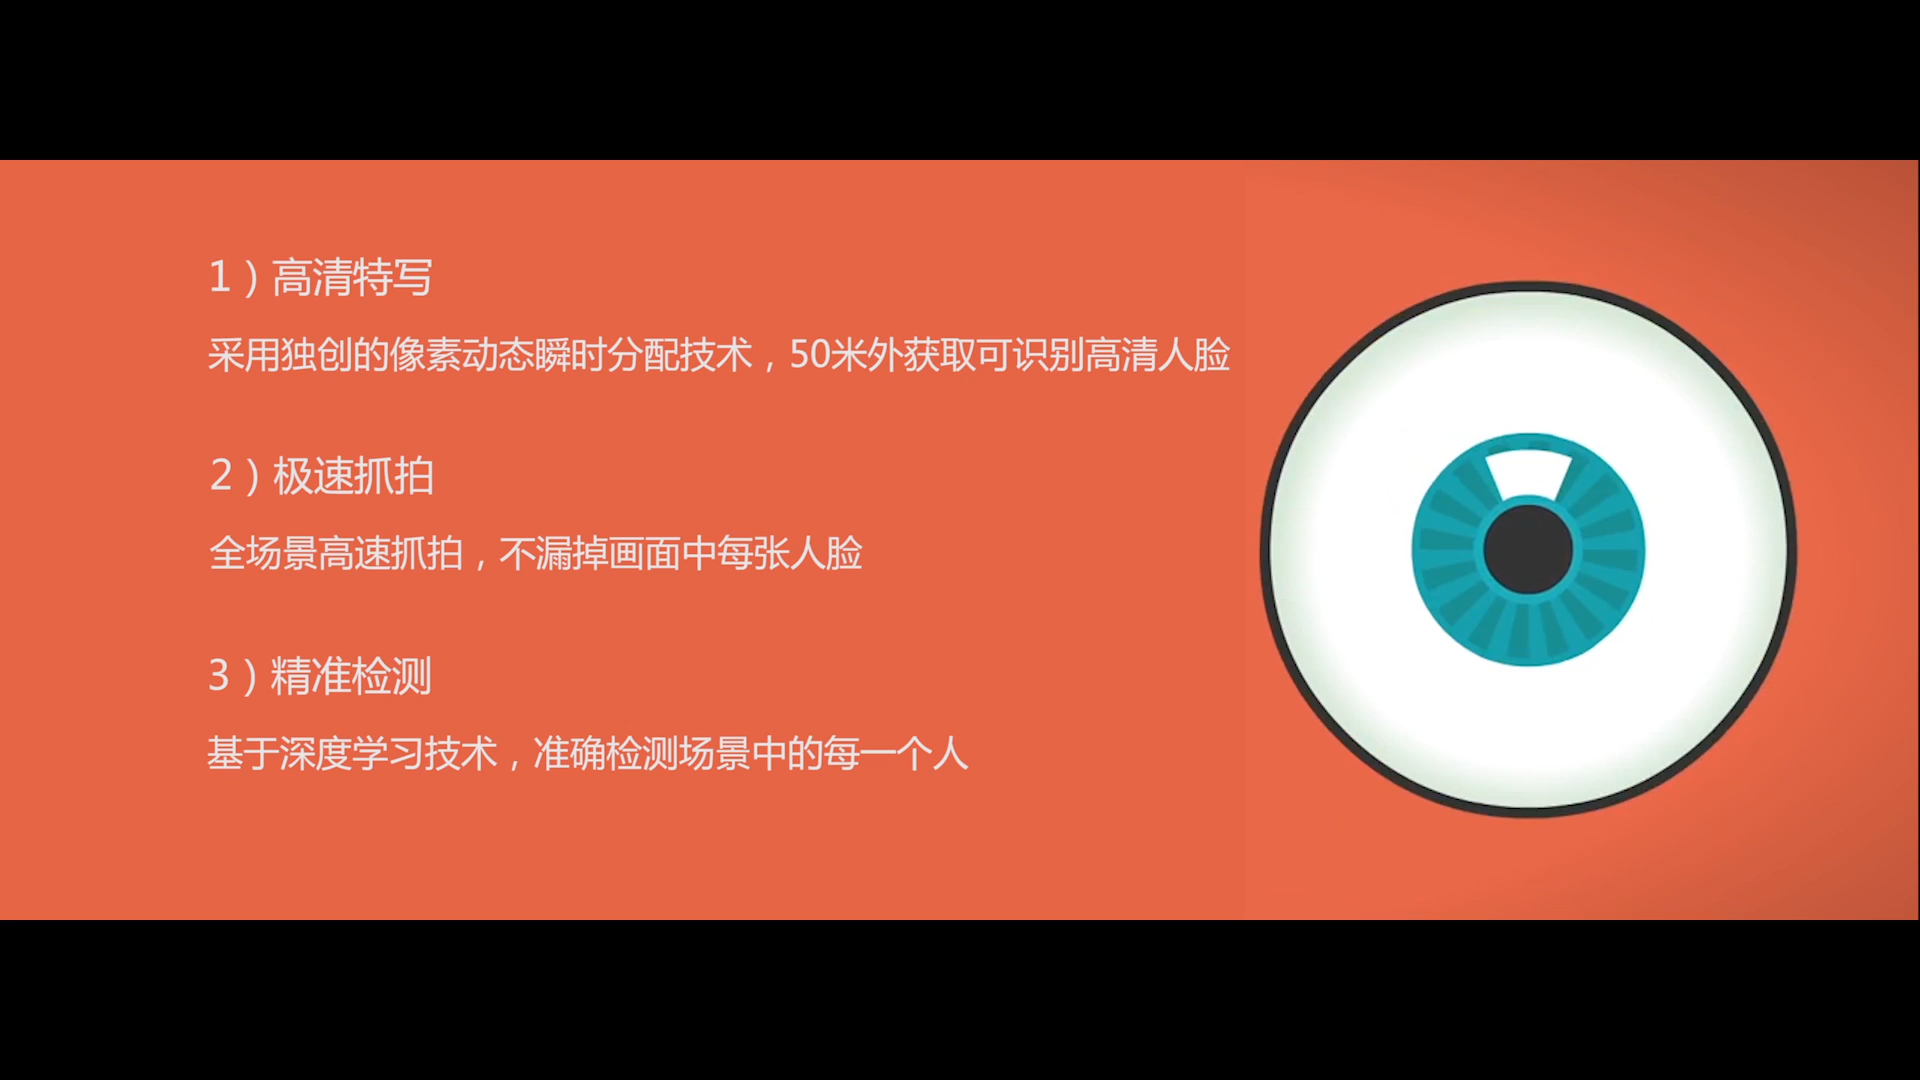 1）高清特写
采用独创的像素动态瞬时分配技术，50米外获取可识别高清人脸
2）极速抓拍
全场景高速抓拍，不漏掉画面中每张人脸
3）精准检测
基于深度学习技术，准确检测场景中的每一个人